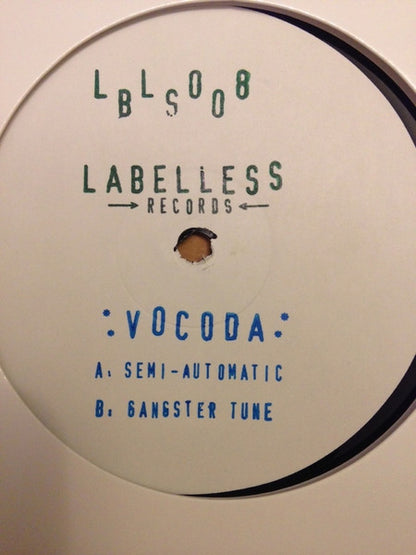 LBLS008
LABELLESS
→ RECORDS ←
:VOCODA:
A: SEMI-AUTOMATIC
B: GANGSTER TUNE